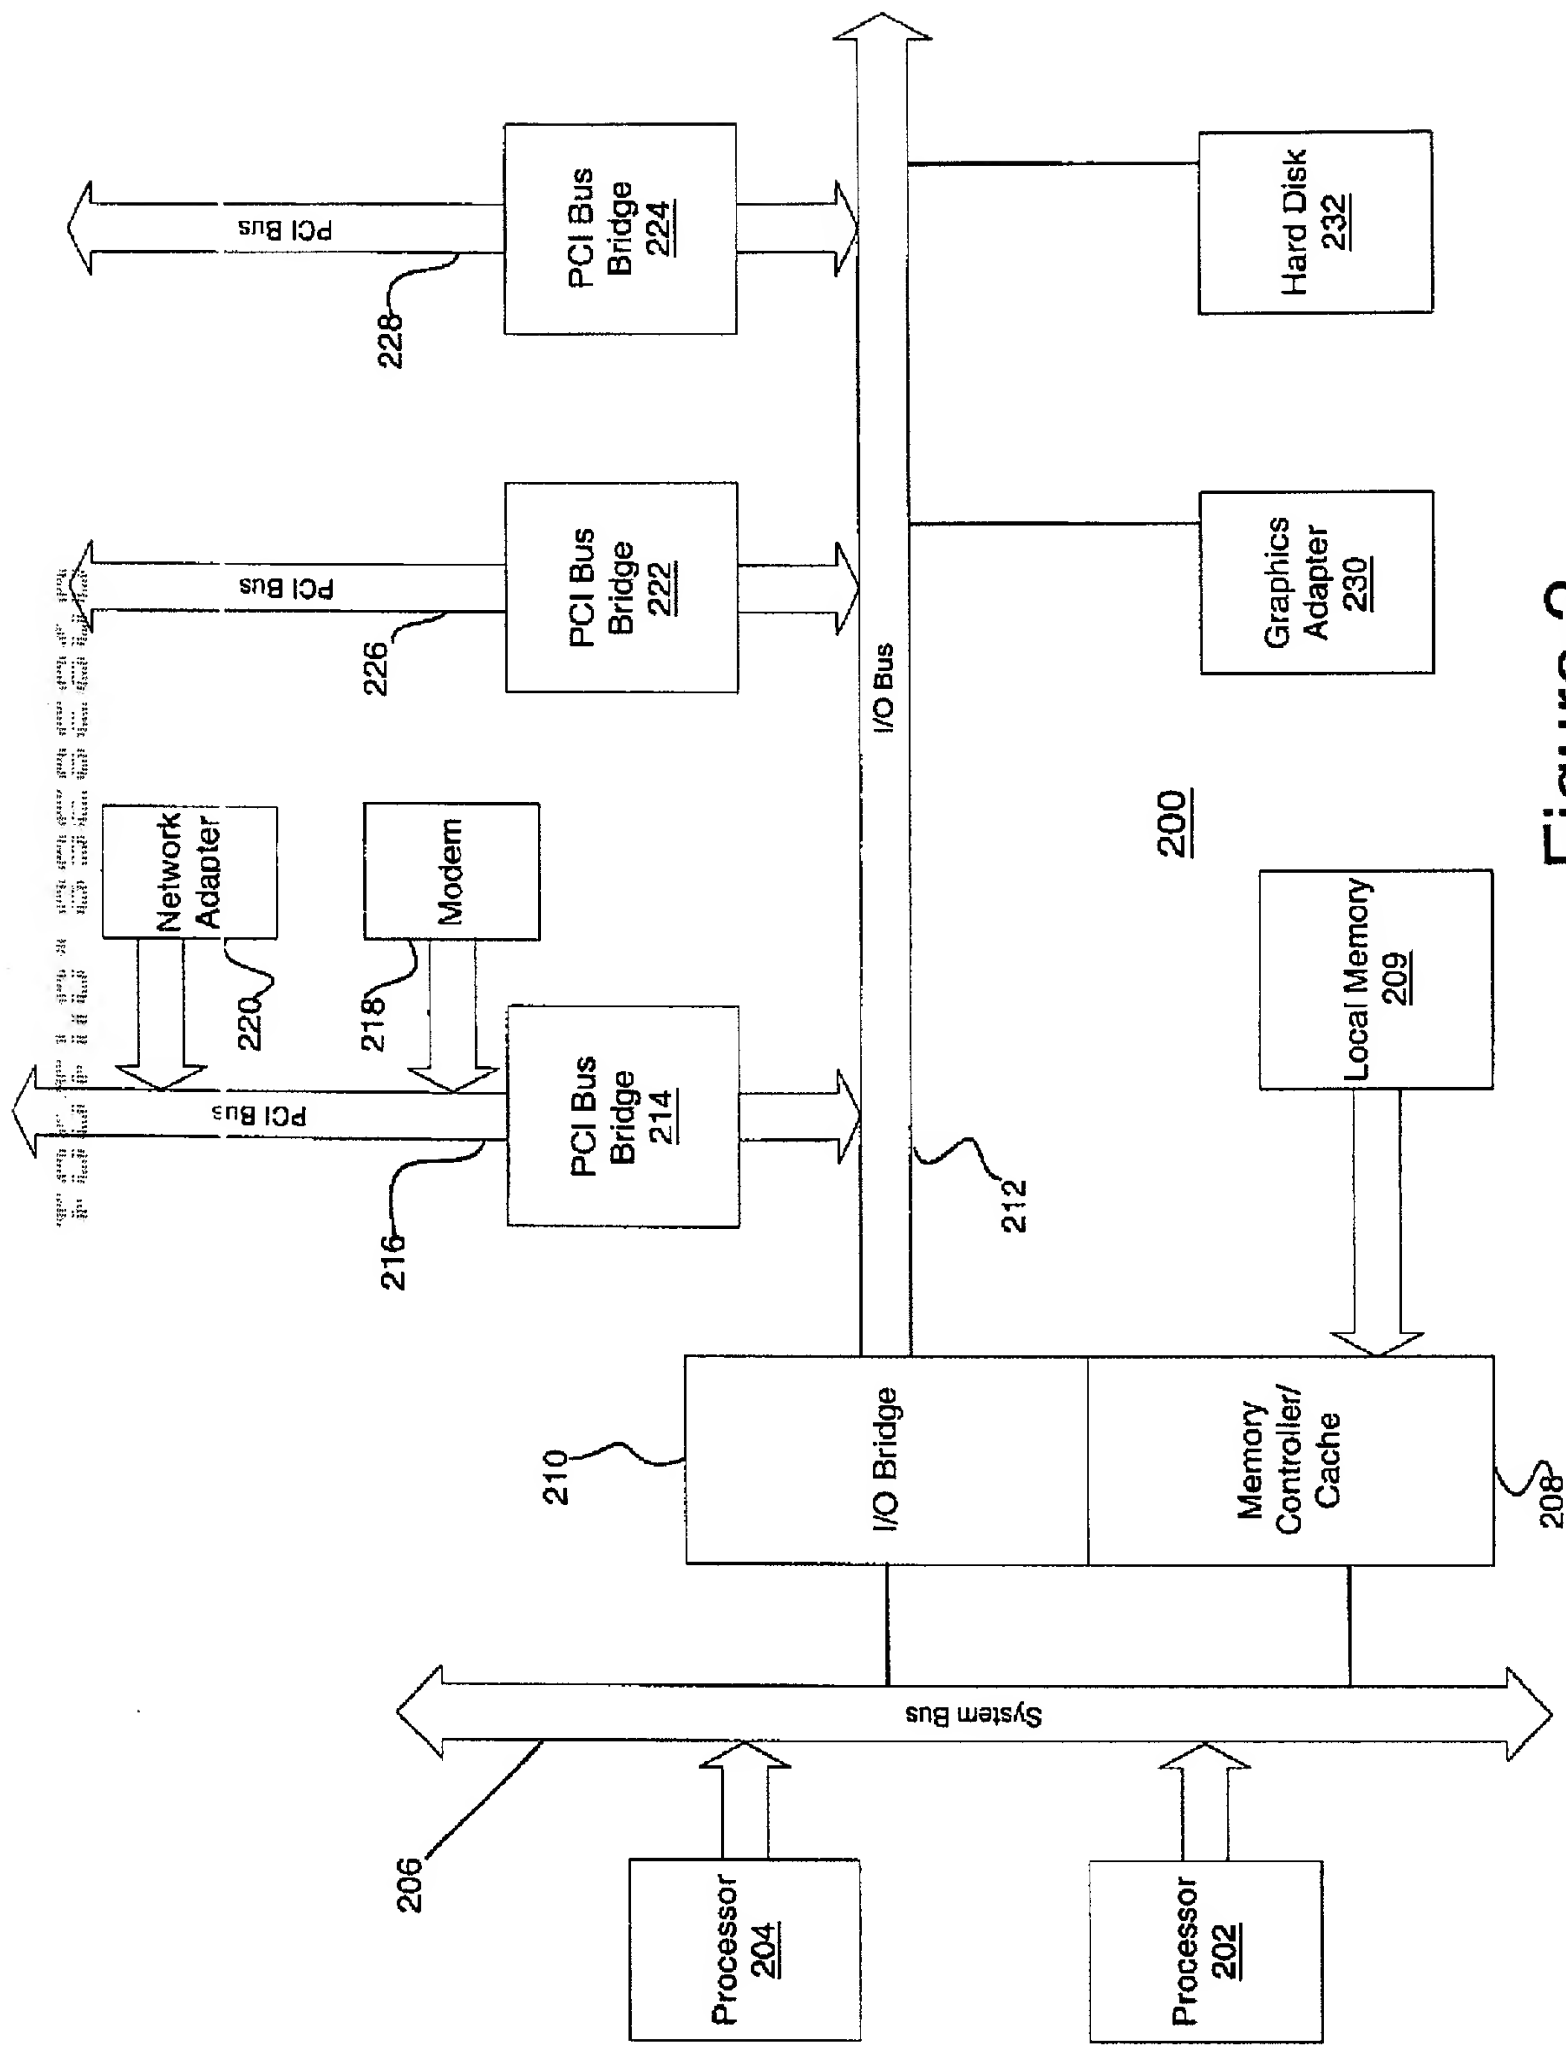 Processor
204
Processor
202
206
System Bus
210
I/O Bridge
Memory
Controller/
Cache
208
216
PCI Bus
PCI Bus
Bridge
214
220
Network
Adapter
218
Modem
212
I/O Bus
Local Memory
209
200
226
PCI Bus
PCI Bus
Bridge
222
Graphics
Adapter
230
228
PCI Bus
PCI Bus
Bridge
224
Hard Disk
232
Figure